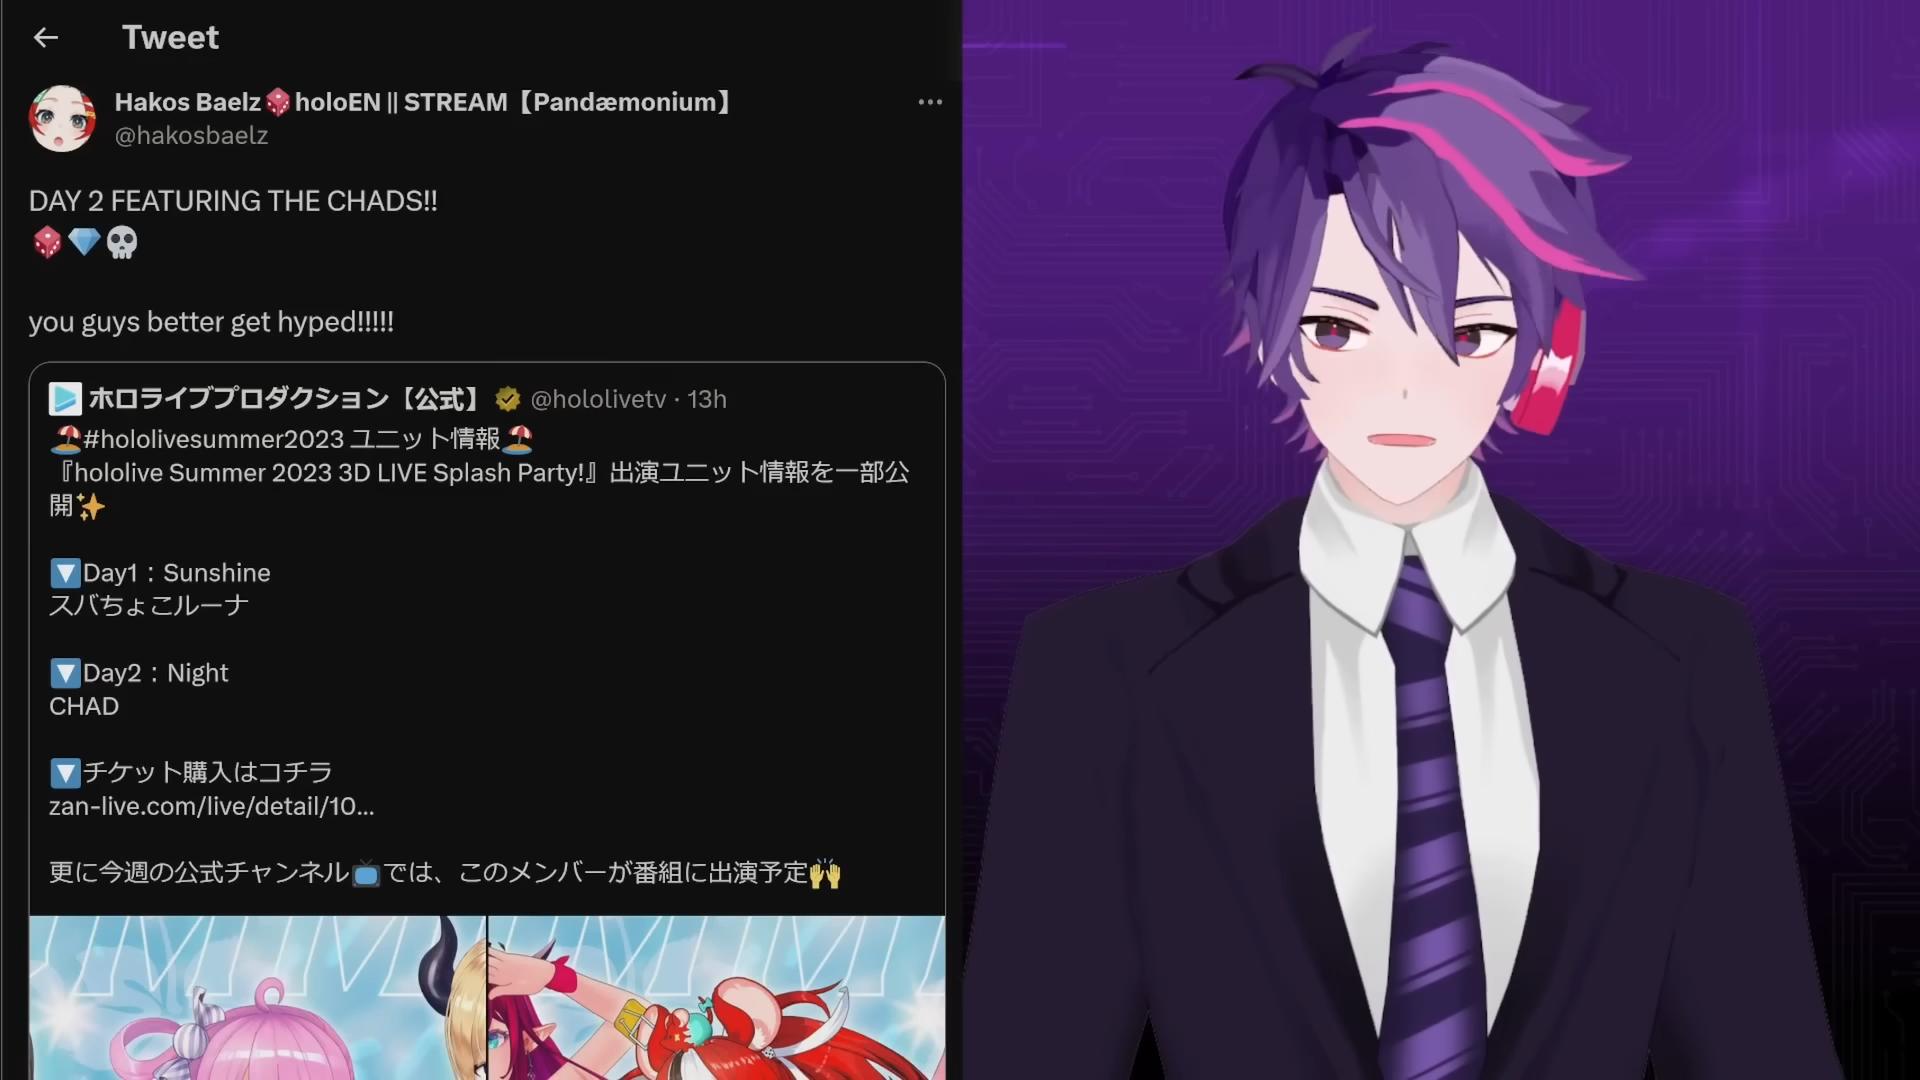 Tweet
Hakos Baelz🎲holoEN || STREAM【Pandæmonium】
@hakosbaelz
DAY 2 FEATURING THE CHADS!!
🎲💎💀
you guys better get hyped!!!!!
ホロライブプロダクション【公式】 @hololivetv · 13h
🏖#hololivesummer2023 ユニット情報🏖
『hololive Summer 2023 3D LIVE Splash Party!』出演ユニット情報を一部公
開✨
🔽Day1：Sunshine
スバちょこルーナ
🔽Day2：Night
CHAD
🔽チケット購入はコチラ
zan-live.com/live/detail/10…
更に今週の公式チャンネル📺では、このメンバーが番組に出演予定🙌